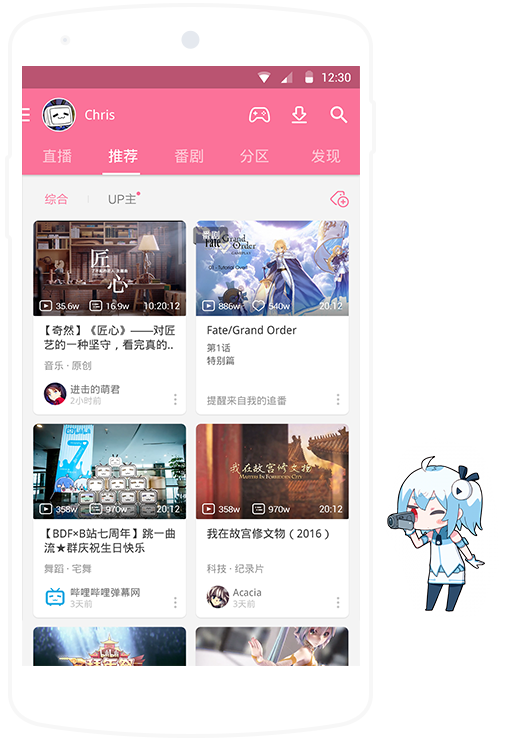 12:30
Chris
直播 推荐 番剧 分区 发现
综合 UP主
匠心
35.6w 16.9w 10:20:12
【奇然】《匠心》——对匠
艺的一种坚守，看完真的..
音乐 · 原创
进击的萌君
2小时前
番剧
Fate Grand Order
886w 540w 20:12
Fate/Grand Order
第1话
特别篇
提醒来自我的追番
7
358w 970w 20:12
【BDF×B站七周年】跳一曲
流★群庆祝生日快乐
舞蹈 · 宅舞
哔哩哔哩弹幕网
3天前
我在故宫修文物
MASTERS IN FORBIDDEN CITY
358w 970w 20:12
我在故宫修文物（2016）
科技 · 纪录片
Acacia
3天前